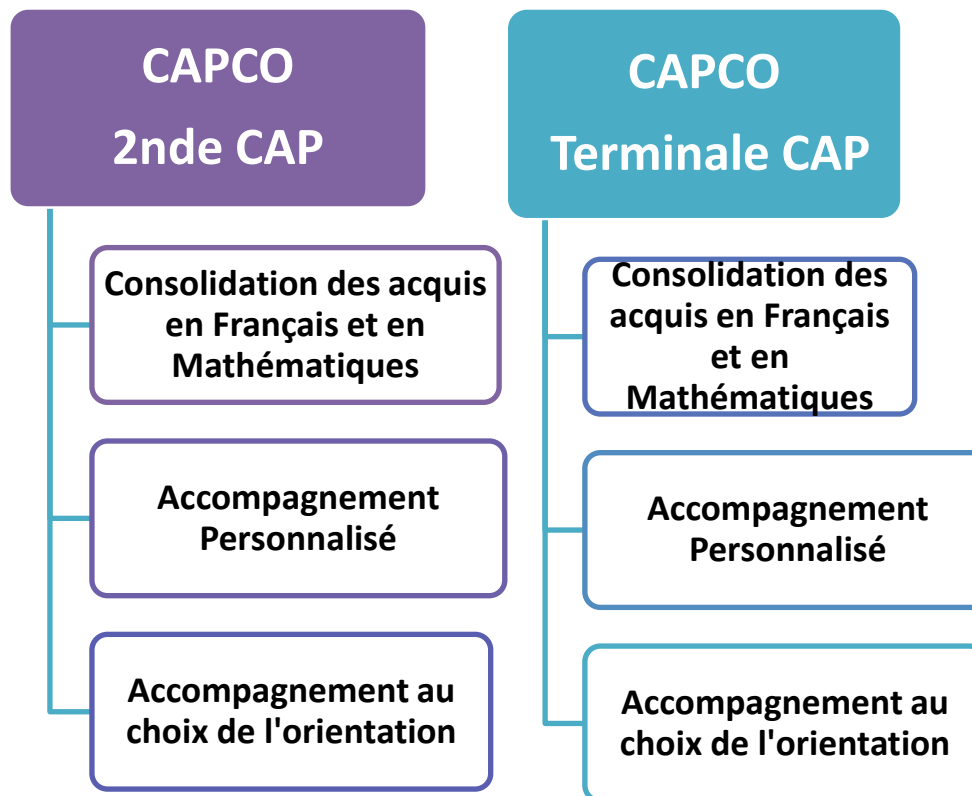 CAPCO
2nde CAP
Consolidation des acquis
en Français et en
Mathématiques
Accompagnement
Personnalisé
Accompagnement au
choix de l'orientation
CAPCO
Terminale CAP
Consolidation des
acquis en Français
et en
Mathématiques
Accompagnement
Personnalisé
Accompagnement au
choix de l'orientation